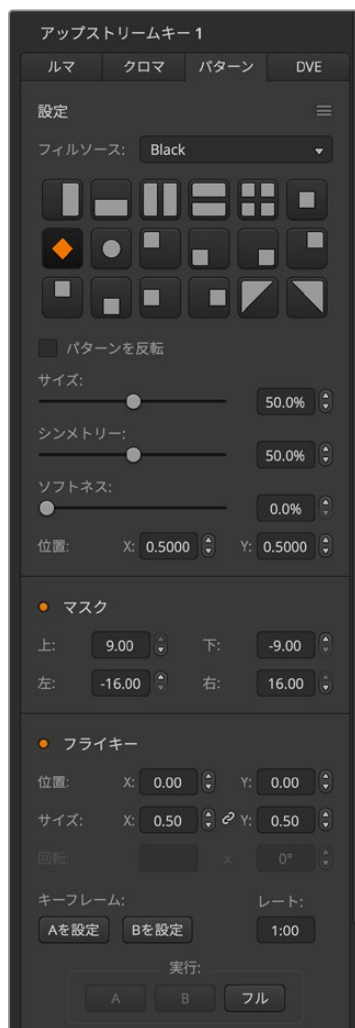 アップストリームキー 1
ルマ クロマ パターン DVE
設定
フィルソース: Black
パターンを反転
サイズ:
50.0%
シンメトリー:
50.0%
ソフトネス:
0.0%
位置: X: 0.5000 Y: 0.5000
マスク
上: 9.00 下: -9.00
左: -16.00 右: 16.00
フライキー
位置: X: 0.00 Y: 0.00
サイズ: X: 0.50 Y: 0.50
回転: x 0°
キーフレーム: レート:
Aを設定 Bを設定 1:00
実行:
A B フル